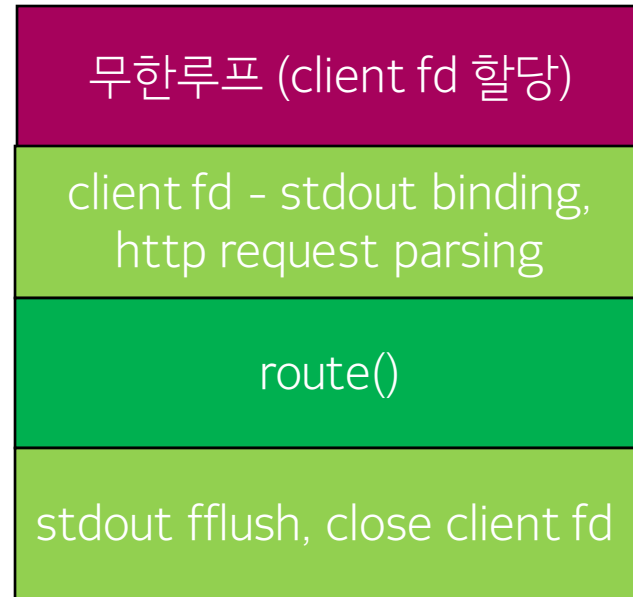 무한루프 (client fd 할당)
client fd - stdout binding,
http request parsing
route()
stdout fflush, close client fd